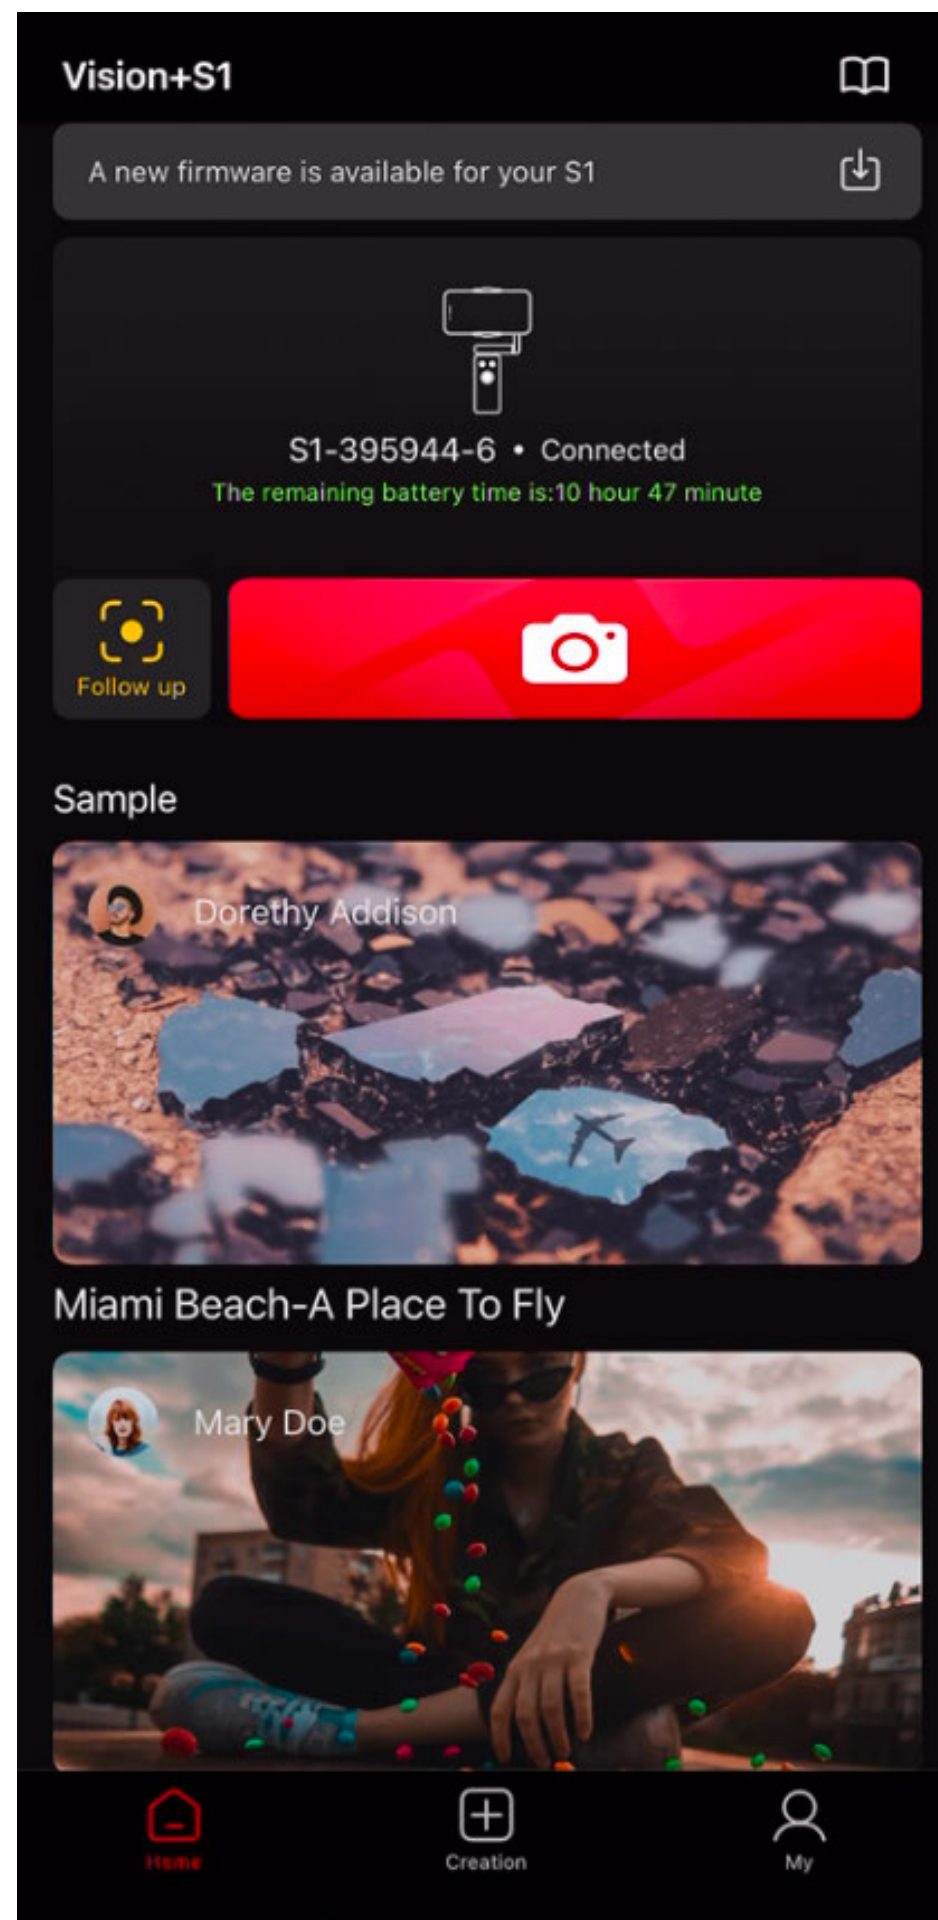 Vision+S1
A new firmware is available for your S1
S1-395944-6 • Connected
The remaining battery time is:10 hour 47 minute
Follow up
Sample
Dorethy Addison
Miami Beach-A Place To Fly
Mary Doe
Home
Creation
My